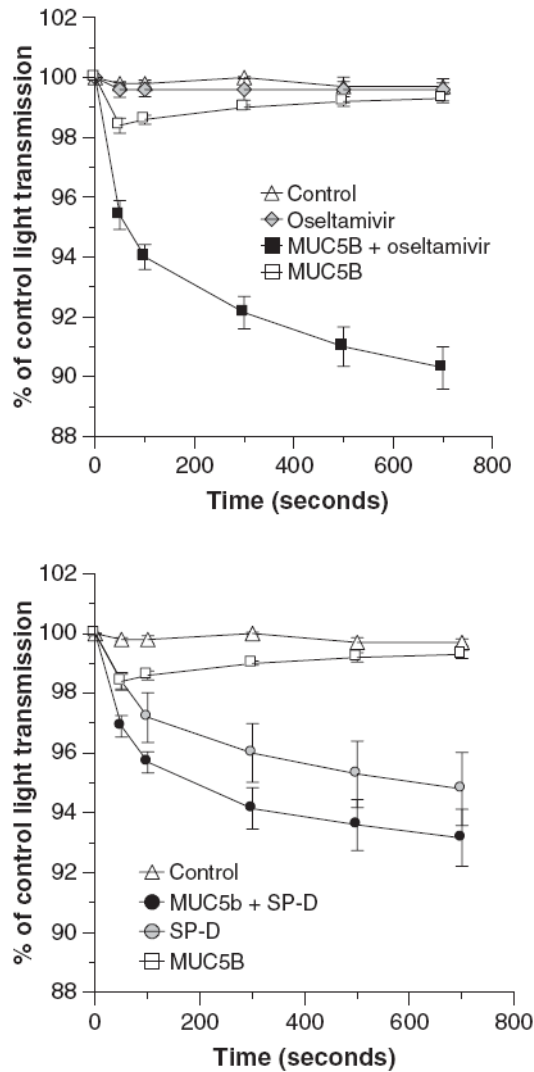 102
100
98
96
94
92
90
88
% of control light transmission
Control
Oseltamivir
MUC5B + oseltamivir
MUC5B
0 200 400 600 800
Time (seconds)
102
100
98
96
94
92
90
88
% of control light transmission
Control
MUC5b + SP-D
SP-D
MUC5B
0 200 400 600 800
Time (seconds)